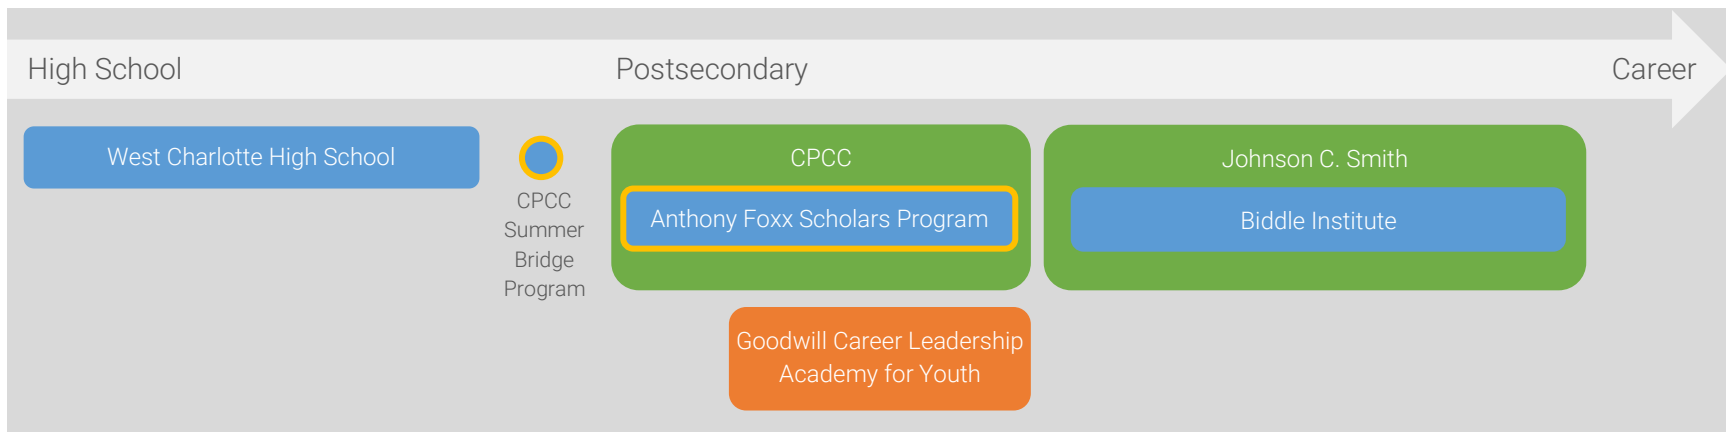 High School
Postsecondary
Career
West Charlotte High School
CPCC
Summer
Bridge
Program
CPCC
Anthony Foxx Scholars Program
Johnson C. Smith
Biddle Institute
Goodwill Career Leadership
Academy for Youth